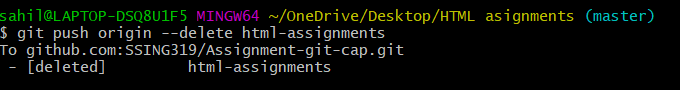 sahil@LAPTOP-DSQ8U1F5 MINGW64 ~/OneDrive/Desktop/HTML asignments (master)
$ git push origin --delete html-assignments
To github.com:SSING319/Assignment-git-cap.git
 - [deleted]         html-assignments